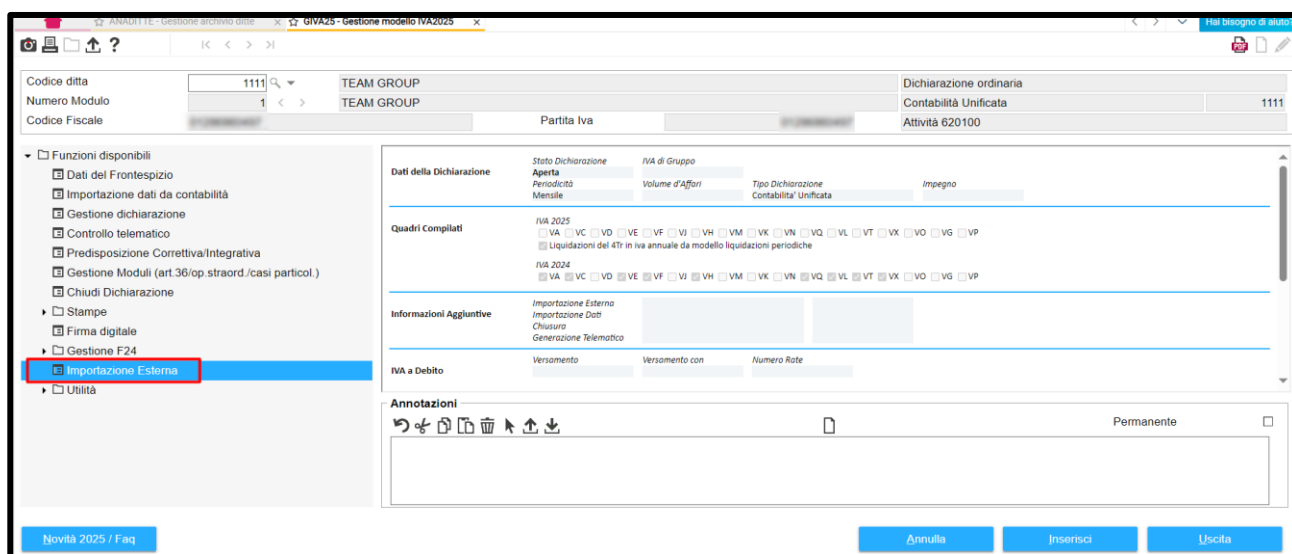 ANADITTE - Gestione archivio ditte x GIVA25 - Gestione modello IVA2025 x Hai bisogno di aiuto?
Codice ditta 1111 TEAM GROUP Dichiarazione ordinaria
Numero Modulo 1 TEAM GROUP Contabilità Unificata 1111
Codice Fiscale Partita Iva Attività 620100
Funzioni disponibili
Dati del Frontespizio
Importazione dati da contabilità
Gestione dichiarazione
Controllo telematico
Predisposizione Correttiva/Integrativa
Gestione Moduli (art.36/op.straord./casi particol.)
Chiudi Dichiarazione
Stampe
Firma digitale
Gestione F24
Importazione Esterna
Utilità
Dati della Dichiarazione
Stato Dichiarazione IVA di Gruppo
Aperta
Periodicità Volume d'Affari Tipo Dichiarazione Impegno
Mensile Contabilita' Unificata
Quadri Compilati
IVA 2025
VA VC VD VE VF VJ VH VM VK VN VQ VL VT VX VO VG VP
Liquidazioni del 4Tr in iva annuale da modello liquidazioni periodiche
IVA 2024
VA VC VD VE VF VJ VH VM VK VN VQ VL VT VX VO VG VP
Informazioni Aggiuntive
Importazione Esterna
Importazione Dati
Chiusura
Generazione Telematico
IVA a Debito
Versamento Versamento con Numero Rate
Annotazioni
Permanente
Novità 2025 / Faq Annulla Inserisci Uscita